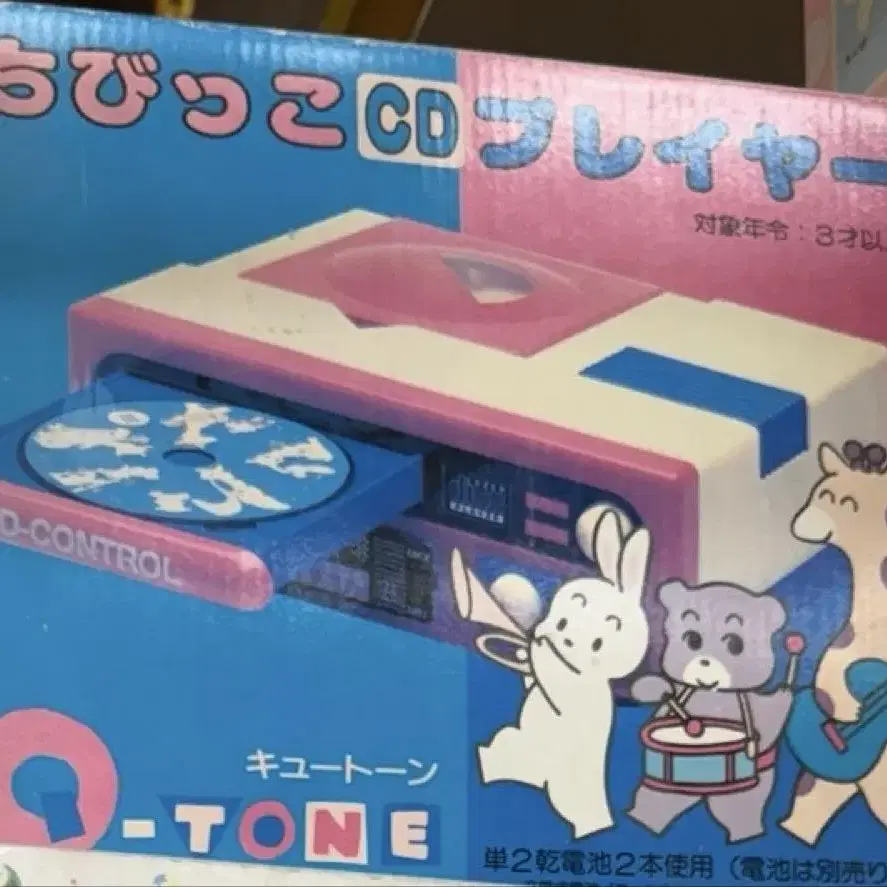 ちびっこCDプレイヤー
対象年令：3才以
D-CONTROL
キュートーン
Q-TONE
単2乾電池2本使用（電池は別売り